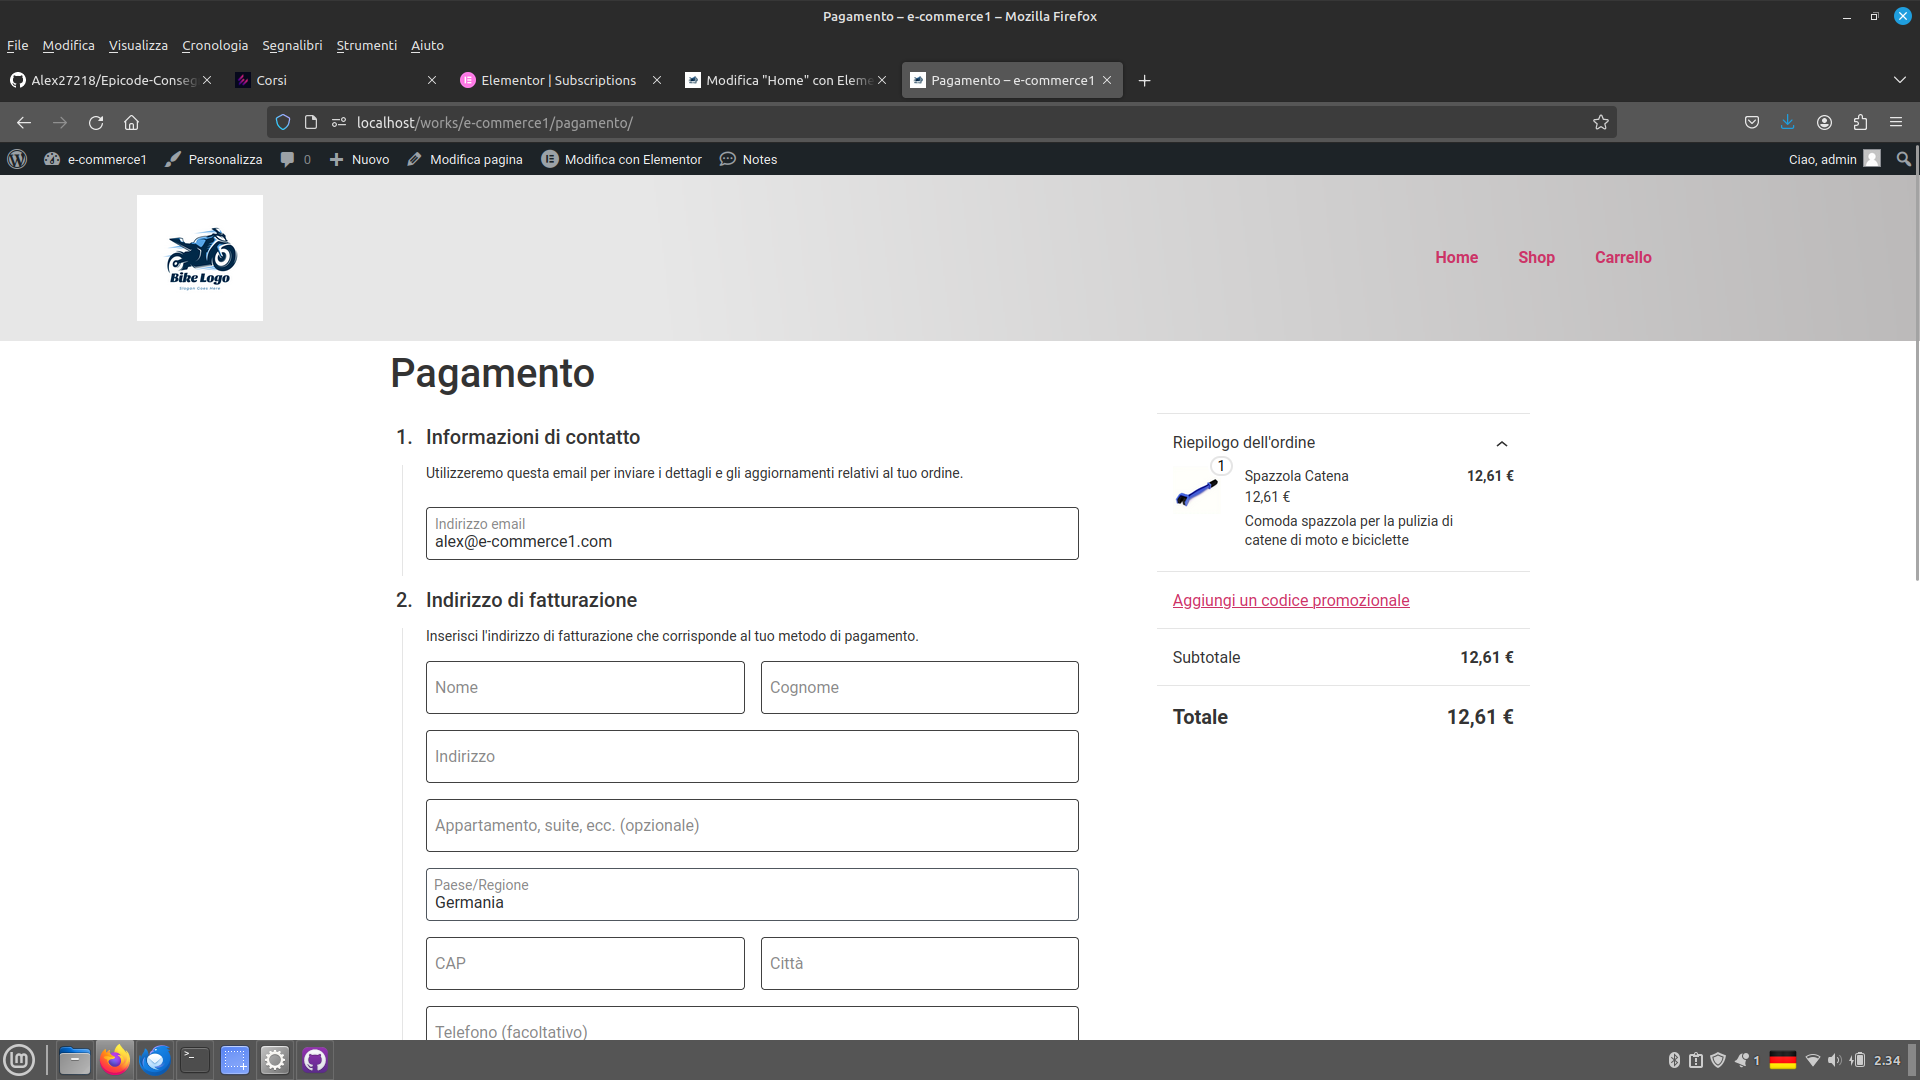 Pagamento – e-commerce1 – Mozilla Firefox
File Modifica Visualizza Cronologia Segnalibri Strumenti Aiuto
Alex27218/Epicode-Conseg
Corsi
Elementor | Subscriptions
Modifica "Home" con Eleme
Pagamento – e-commerce1
localhost/works/e-commerce1/pagamento/
e-commerce1 Personalizza 0 Nuovo Modifica pagina Modifica con Elementor Notes Ciao, admin
Bike Logo
Slogan Goes Here
Home Shop Carrello
Pagamento
1. Informazioni di contatto
Utilizzeremo questa email per inviare i dettagli e gli aggiornamenti relativi al tuo ordine.
Indirizzo email
alex@e-commerce1.com
2. Indirizzo di fatturazione
Inserisci l'indirizzo di fatturazione che corrisponde al tuo metodo di pagamento.
Nome Cognome
Indirizzo
Appartamento, suite, ecc. (opzionale)
Paese/Regione
Germania
CAP Città
Telefono (facoltativo)
Riepilogo dell'ordine
1
Spazzola Catena 12,61 €
12,61 €
Comoda spazzola per la pulizia di
catene di moto e biciclette
Aggiungi un codice promozionale
Subtotale 12,61 €
Totale 12,61 €
1 2.34